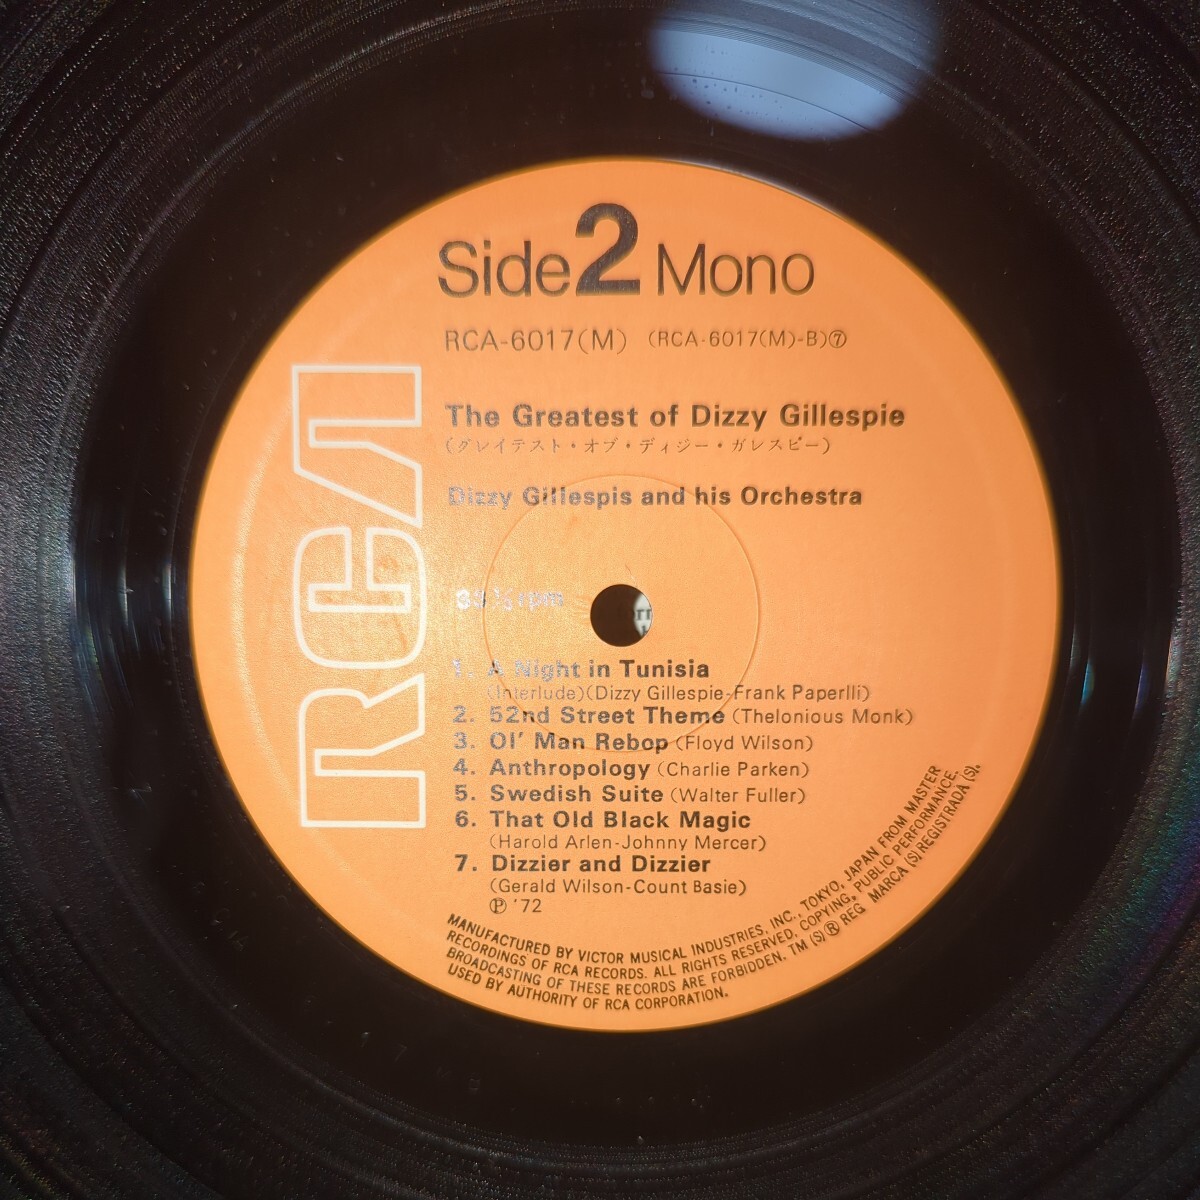 Side 2 Mono
RCA-6017(M) (RCA-6017(M)-B)⑦
The Greatest of Dizzy Gillespie
(グレイテスト・オブ・ディジー・ガレスピー)
Dizzy Gillespis and his Orchestra
RCA
33⅓rpm
1. A Night in Tunisia
(Interlude)(Dizzy Gillespie-Frank Paperlli)
2. 52nd Street Theme (Thelonious Monk)
3. Ol' Man Rebop (Floyd Wilson)
4. Anthropology (Charlie Parken)
5. Swedish Suite (Walter Fuller)
6. That Old Black Magic
(Harold Arlen-Johnny Mercer)
7. Dizzier and Dizzier
(Gerald Wilson-Count Basie)
Ⓟ '72
MANUFACTURED BY VICTOR MUSICAL INDUSTRIES, INC., TOKYO, JAPAN FROM MASTER
RECORDINGS OF RCA RECORDS. ALL RIGHTS RESERVED, COPYING, PUBLIC PERFORMANCE,
BROADCASTING OF THESE RECORDS ARE FORBIDDEN. TM (S) ® REG MARCA (S) REGISTRADA (S).
USED BY AUTHORITY OF RCA CORPORATION.